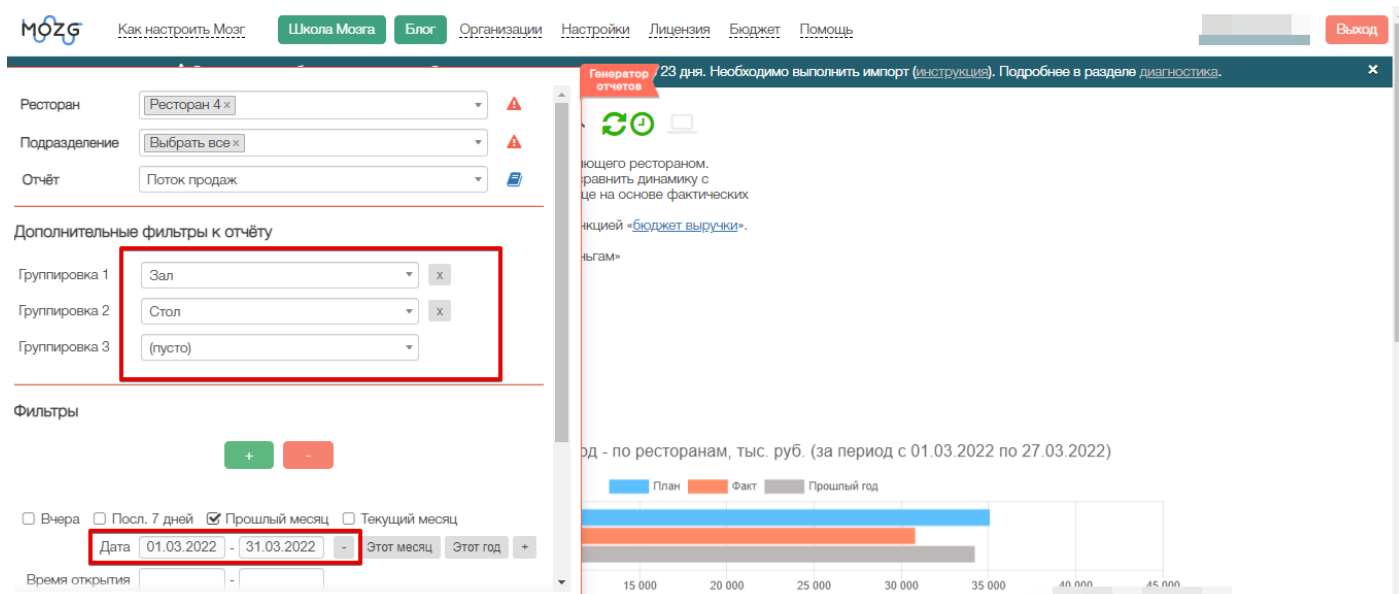 MOZG Как настроить Мозг Школа Мозга Блог Организации Настройки Лицензия Бюджет Помощь Выход
Генератор отчетов
23 дня. Необходимо выполнить импорт (инструкция). Подробнее в разделе диагностика. ×
Ресторан Ресторан 4 ×
Подразделение Выбрать все ×
Отчёт Поток продаж
Дополнительные фильтры к отчёту
Группировка 1 Зал x
Группировка 2 Стол x
Группировка 3 (пусто)
Фильтры
+ -
Вчера Посл. 7 дней Прошлый месяц Текущий месяц
Дата 01.03.2022 - 31.03.2022 - Этот месяц Этот год +
Время открытия -
ющего рестораном.
сравнить динамику с
це на основе фактических
нкцией «бюджет выручки».
ньгам»
од - по ресторанам, тыс. руб. (за период с 01.03.2022 по 27.03.2022)
План Факт Прошлый год
15 000 20 000 25 000 30 000 35 000 40 000 45 000